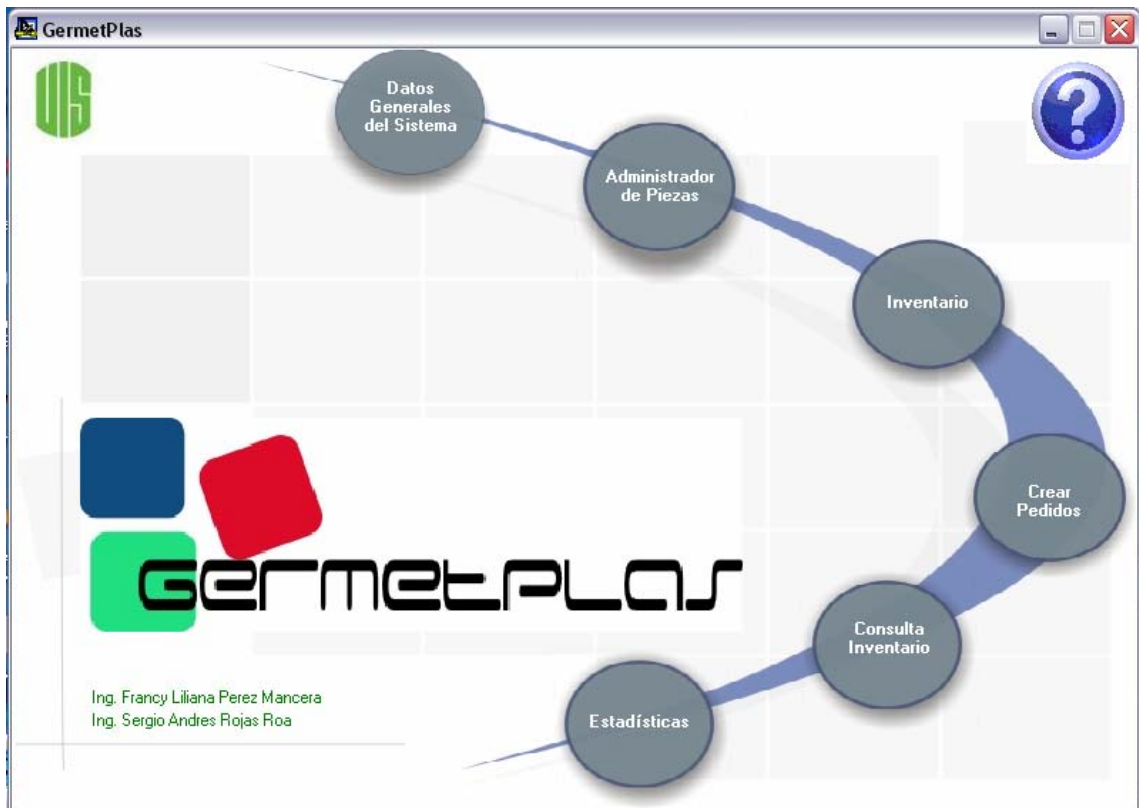 GermetPlas
UIS
Datos
Generales
del Sistema
Administrador
de Piezas
?
Inventario
Crear
Pedidos
GermetPlas
Consulta
Inventario
Ing. Francy Liliana Perez Mancera
Ing. Sergio Andres Rojas Roa
Estadísticas